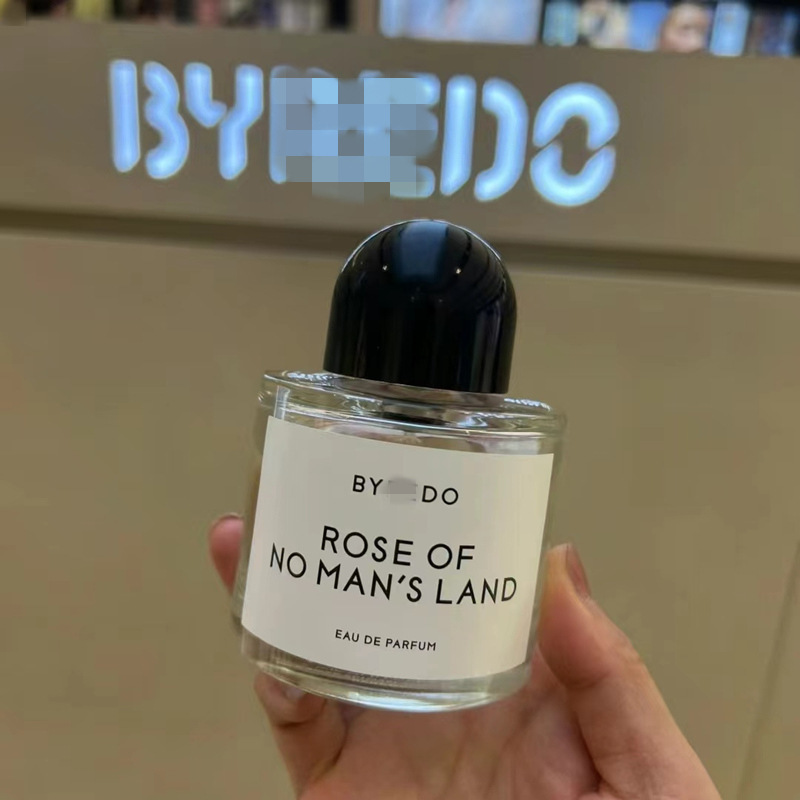 ROSE OF
NO MAN'S LAND
EAU DE PARFUM